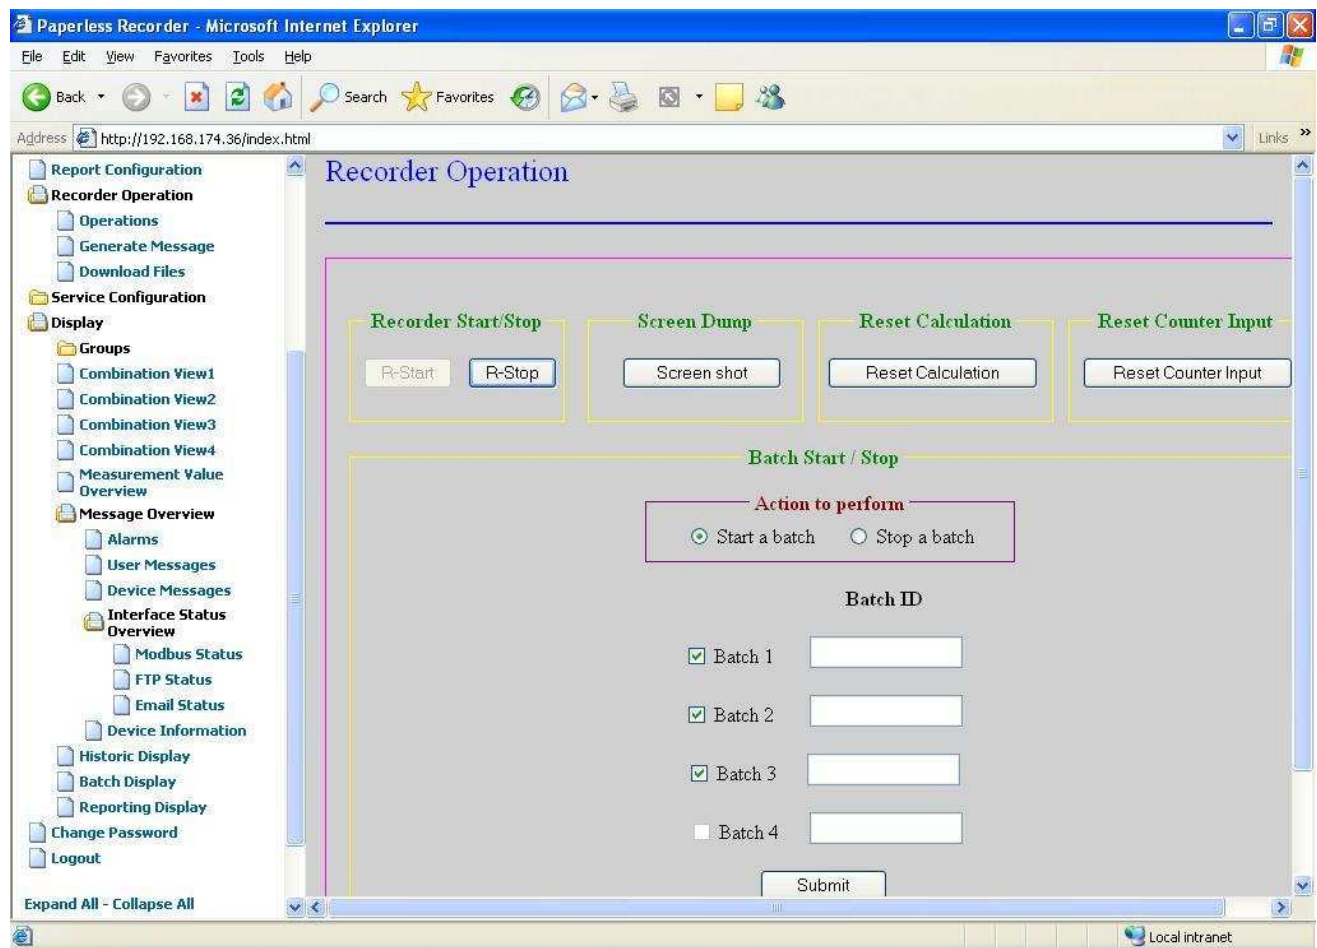 Paperless Recorder - Microsoft Internet Explorer
File Edit View Favorites Tools Help
Back Search Favorites
Address http://192.168.174.36/index.html Links »
Report Configuration
Recorder Operation
Operations
Generate Message
Download Files
Service Configuration
Display
Groups
Combination View1
Combination View2
Combination View3
Combination View4
Measurement Value
Overview
Message Overview
Alarms
User Messages
Device Messages
Interface Status
Overview
Modbus Status
FTP Status
Email Status
Device Information
Historic Display
Batch Display
Reporting Display
Change Password
Logout
Expand All - Collapse All
Recorder Operation
Recorder Start/Stop Screen Dump Reset Calculation Reset Counter Input
R-Start R-Stop Screen shot Reset Calculation Reset Counter Input
Batch Start / Stop
Action to perform
Start a batch Stop a batch
Batch ID
Batch 1
Batch 2
Batch 3
Batch 4
Submit
Local intranet